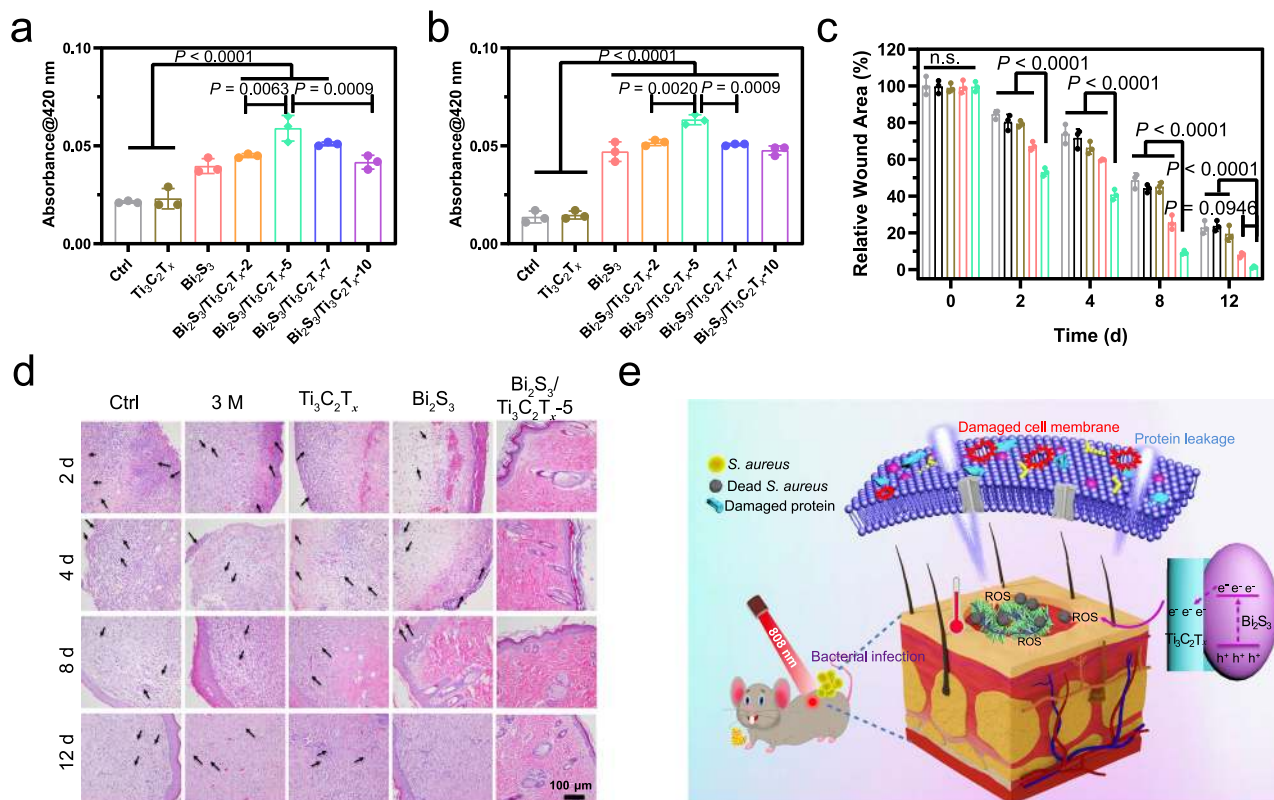 a
Absorbance@420 nm
0.10
0.05
0.00
P < 0.0001
P = 0.0063
P = 0.0009
Ctrl
Ti₃C₂Tₓ
Bi₂S₃
Bi₂S₃/Ti₃C₂Tₓ-2
Bi₂S₃/Ti₃C₂Tₓ-5
Bi₂S₃/Ti₃C₂Tₓ-7
Bi₂S₃/Ti₃C₂Tₓ-10
b
Absorbance@420 nm
0.10
0.05
0.00
P < 0.0001
P = 0.0020
P = 0.0009
Ctrl
Ti₃C₂Tₓ
Bi₂S₃
Bi₂S₃/Ti₃C₂Tₓ-2
Bi₂S₃/Ti₃C₂Tₓ-5
Bi₂S₃/Ti₃C₂Tₓ-7
Bi₂S₃/Ti₃C₂Tₓ-10
c
Relative Wound Area (%)
120
100
80
60
40
20
0
n.s.
P < 0.0001
P < 0.0001
P < 0.0001
P < 0.0001
P = 0.0946
0 2 4 8 12
Time (d)
d
Ctrl
3 M
Ti₃C₂Tₓ
Bi₂S₃
Bi₂S₃/
Ti₃C₂Tₓ-5
2 d
4 d
8 d
12 d
100 μm
e
Damaged cell membrane
Protein leakage
S. aureus
Dead S. aureus
Damaged protein
808 nm
Bacterial infection
ROS
ROS
ROS
e⁻ e⁻ e⁻
e⁻ e⁻ e⁻
Ti₃C₂Tₓ
Bi₂S₃
h⁺ h⁺ h⁺